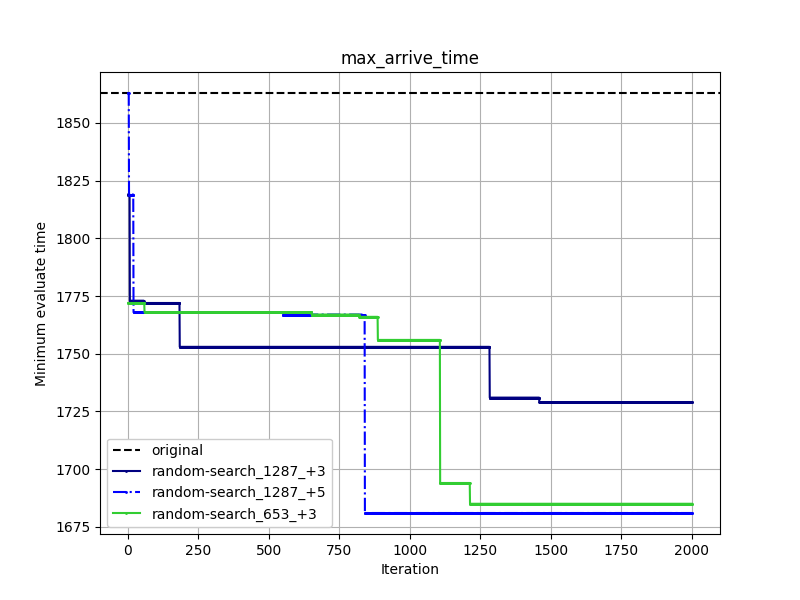 max_arrive_time
Minimum evaluate time
1850
1825
1800
1775
1750
1725
1700
1675
original
random-search_1287_+3
random-search_1287_+5
random-search_653_+3
0 250 500 750 1000 1250 1500 1750 2000
Iteration